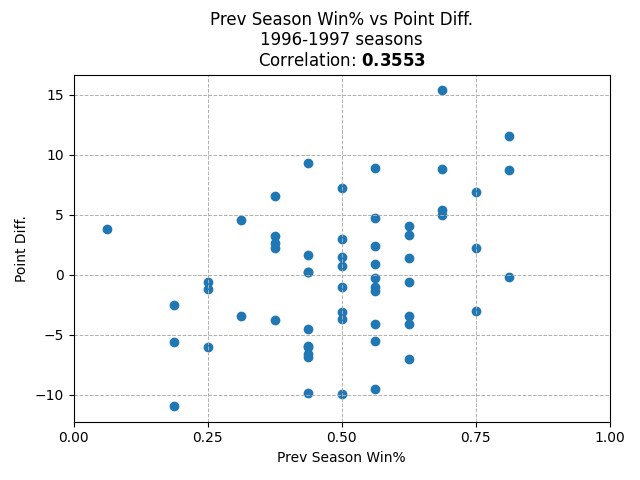 Prev Season Win% vs Point Diff.
1996-1997 seasons
Correlation: 0.3553
15
10
5
0
−5
−10
Point Diff.
0.00 0.25 0.50 0.75 1.00
Prev Season Win%